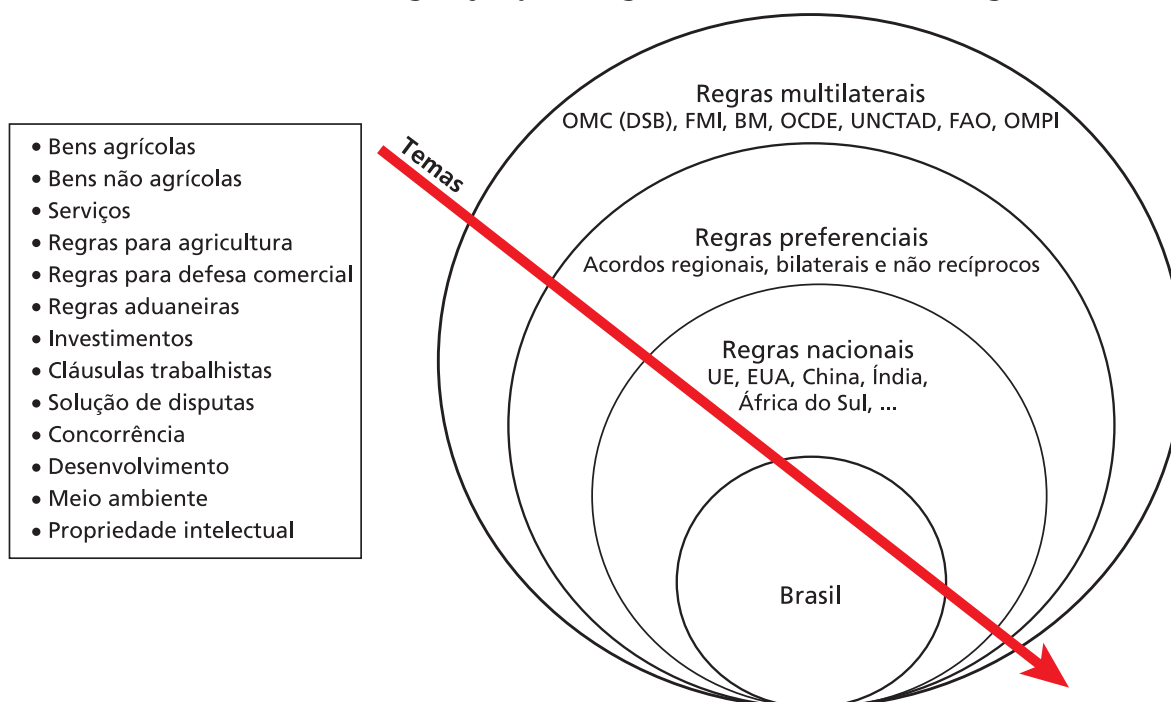 • Bens agrícolas
• Bens não agrícolas
• Serviços
• Regras para agricultura
• Regras para defesa comercial
• Regras aduaneiras
• Investimentos
• Cláusulas trabalhistas
• Solução de disputas
• Concorrência
• Desenvolvimento
• Meio ambiente
• Propriedade intelectual
Temas
Regras multilaterais
OMC (DSB), FMI, BM, OCDE, UNCTAD, FAO, OMPI
Regras preferenciais
Acordos regionais, bilaterais e não recíprocos
Regras nacionais
UE, EUA, China, Índia,
África do Sul, ...
Brasil